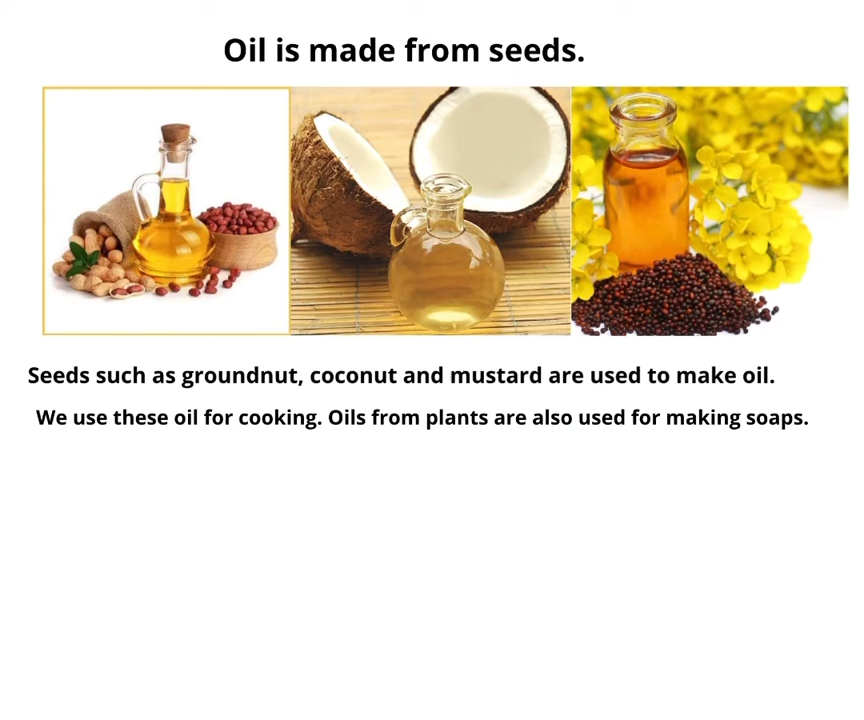 Oil is made from seeds.
Seeds such as groundnut, coconut and mustard are used to make oil.
We use these oil for cooking. Oils from plants are also used for making soaps.